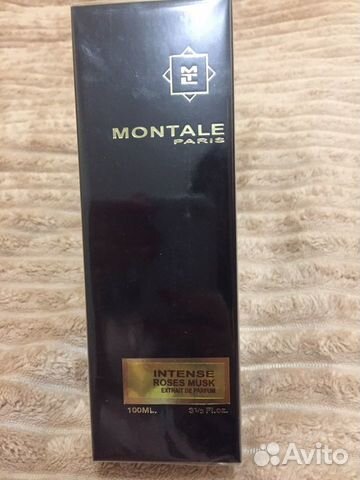 MONTALE
PARIS
INTENSE
ROSES MUSK
EXTRAIT DE PARFUM
100ML. 3⅓ Fl.oz.
Avito